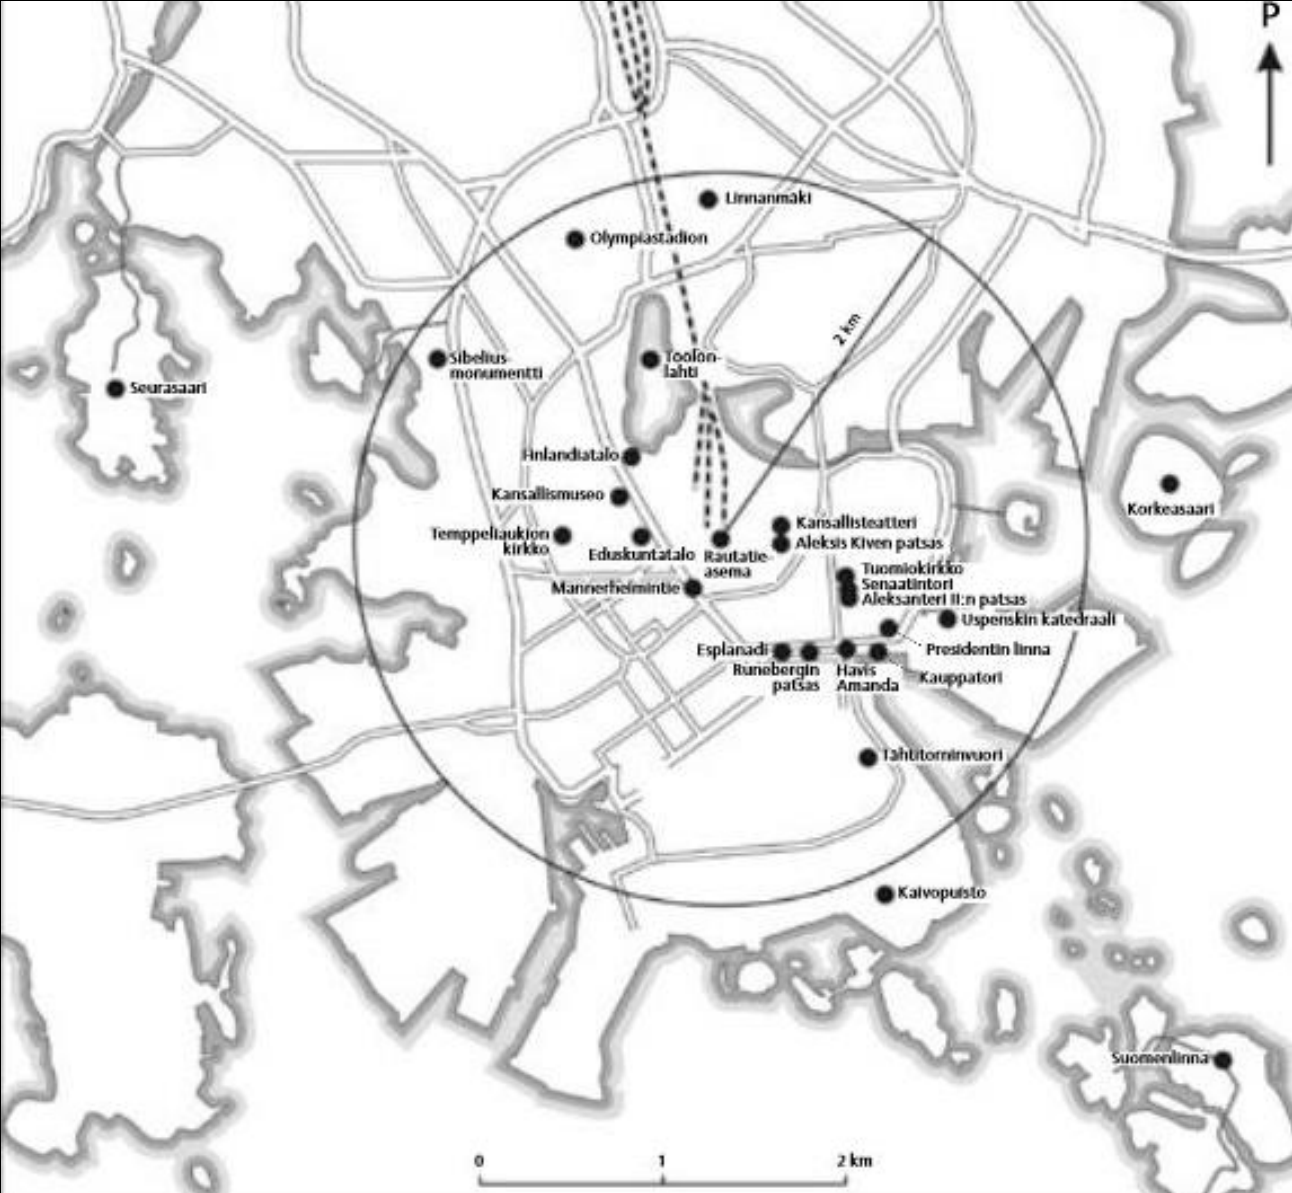 P
Linnanmäki
Olympiastadion
2 km
Sibelius-
monumentti
Töölön-
lahti
Seurasaari
Finlandiatalo
Kansallismuseo
Korkeasaari
Temppeliaukion
kirkko
Eduskuntatalo
Rautatie-
asema
Kansallisteatteri
Aleksis Kiven patsas
Mannerheimintie
Tuomiokirkko
Senaatintori
Aleksanteri II:n patsas
Uspenskin katedraali
Esplanadi
Presidentin linna
Runebergin
patsas
Havis
Amanda
Kauppatori
Tähtitorninvuori
Kaivopuisto
Suomenlinna
0 1 2 km